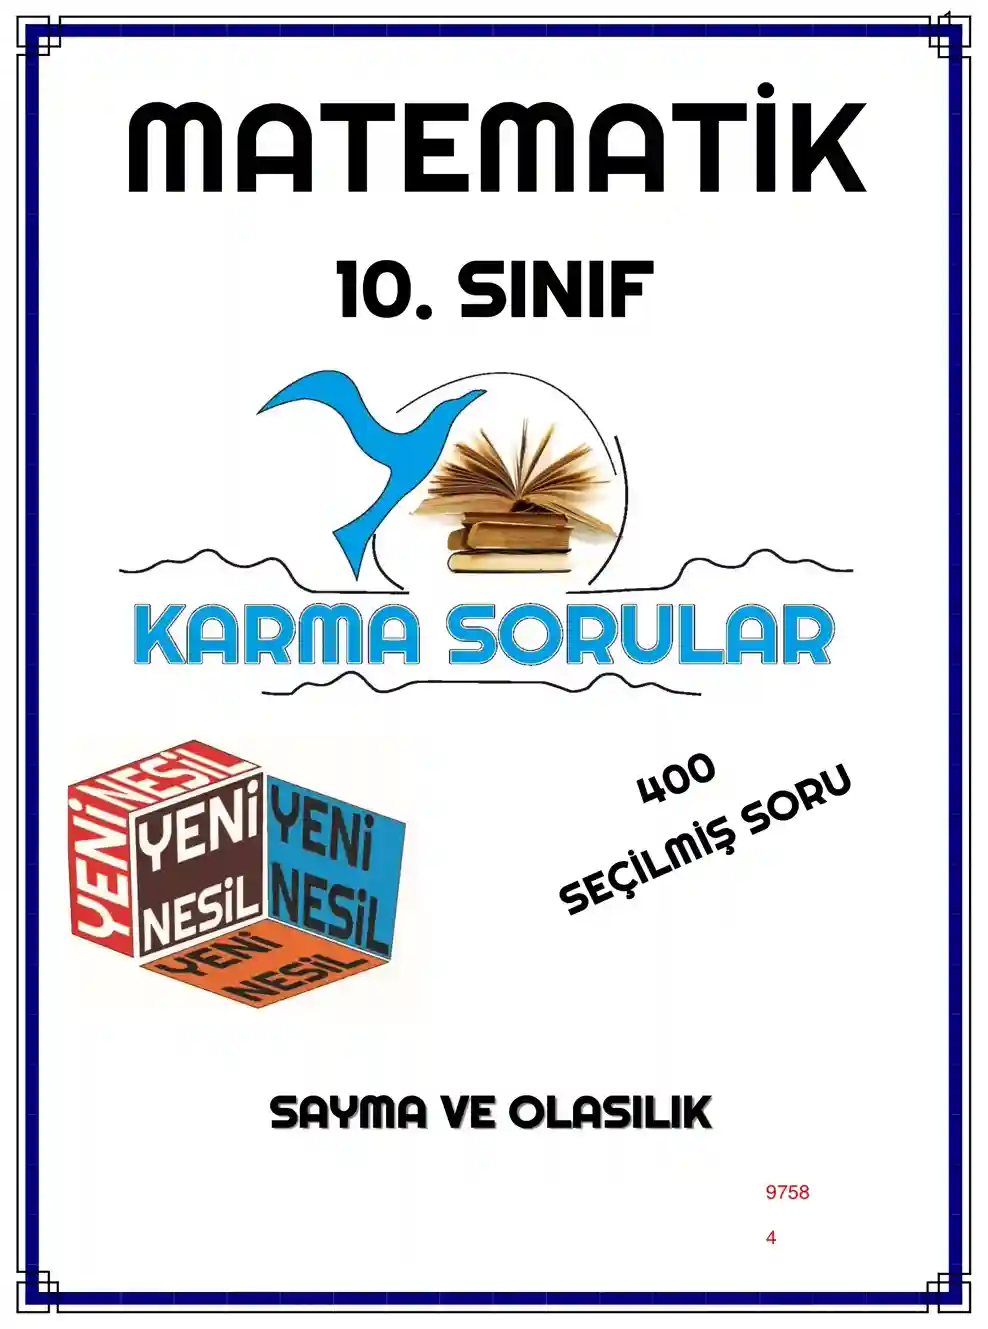 1
MATEMATİK
10. SINIF
KARMA SORULAR
YENİ NESİL
YENİ
NESİL
YENİ
NESİL
YENİ
NESİL
400
SEÇİLMİŞ SORU
SAYMA VE OLASILIK
9758
4